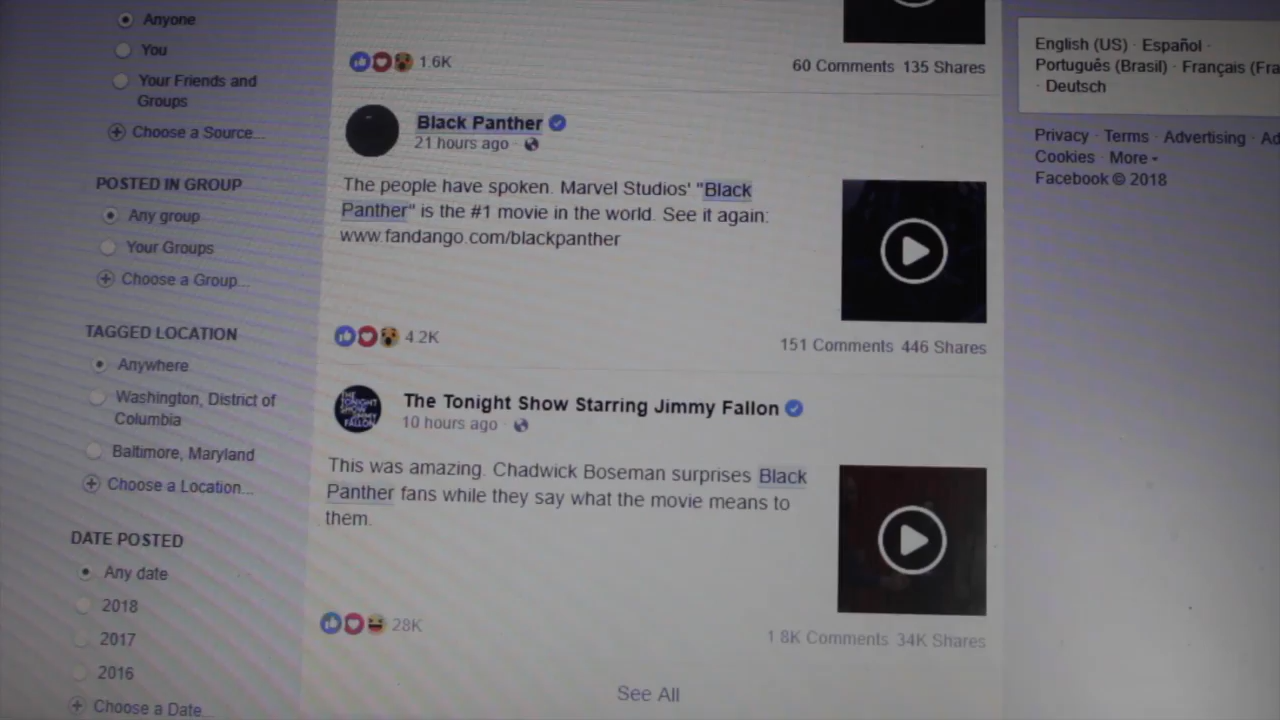 Anyone
You
Your Friends and
Groups
Choose a Source...
POSTED IN GROUP
Any group
Your Groups
Choose a Group...
TAGGED LOCATION
Anywhere
Washington, District of
Columbia
Baltimore, Maryland
Choose a Location...
DATE POSTED
Any date
2018
2017
2016
Choose a Date...
1.6K
60 Comments 135 Shares
Black Panther
21 hours ago
The people have spoken. Marvel Studios' "Black
Panther" is the #1 movie in the world. See it again:
www.fandango.com/blackpanther
4.2K
151 Comments 446 Shares
THE
TONIGHT
SHOW
JIMMY
FALLON
The Tonight Show Starring Jimmy Fallon
10 hours ago
This was amazing. Chadwick Boseman surprises Black
Panther fans while they say what the movie means to
them.
28K
1.8K Comments 34K Shares
See All
English (US) · Español ·
Português (Brasil) · Français (Fra
· Deutsch
Privacy · Terms · Advertising · Ad
Cookies · More
Facebook © 2018